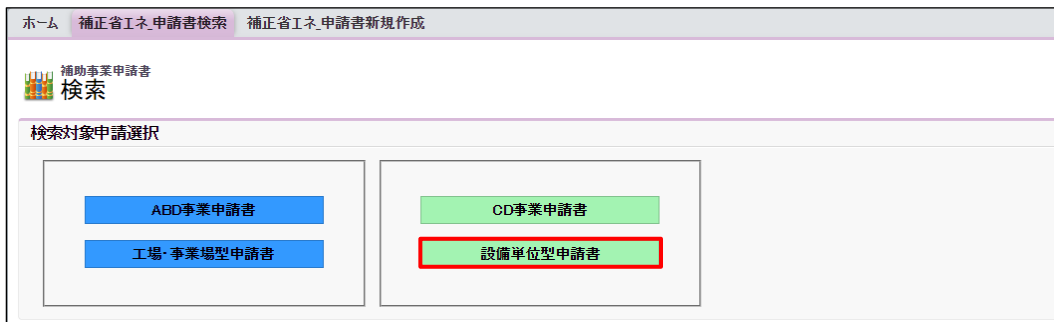 ホーム 補正省エネ_申請書検索 補正省エネ_申請書新規作成
補助事業申請書
検索
検索対象申請選択
ABD事業申請書 CD事業申請書
工場・事業場型申請書 設備単位型申請書